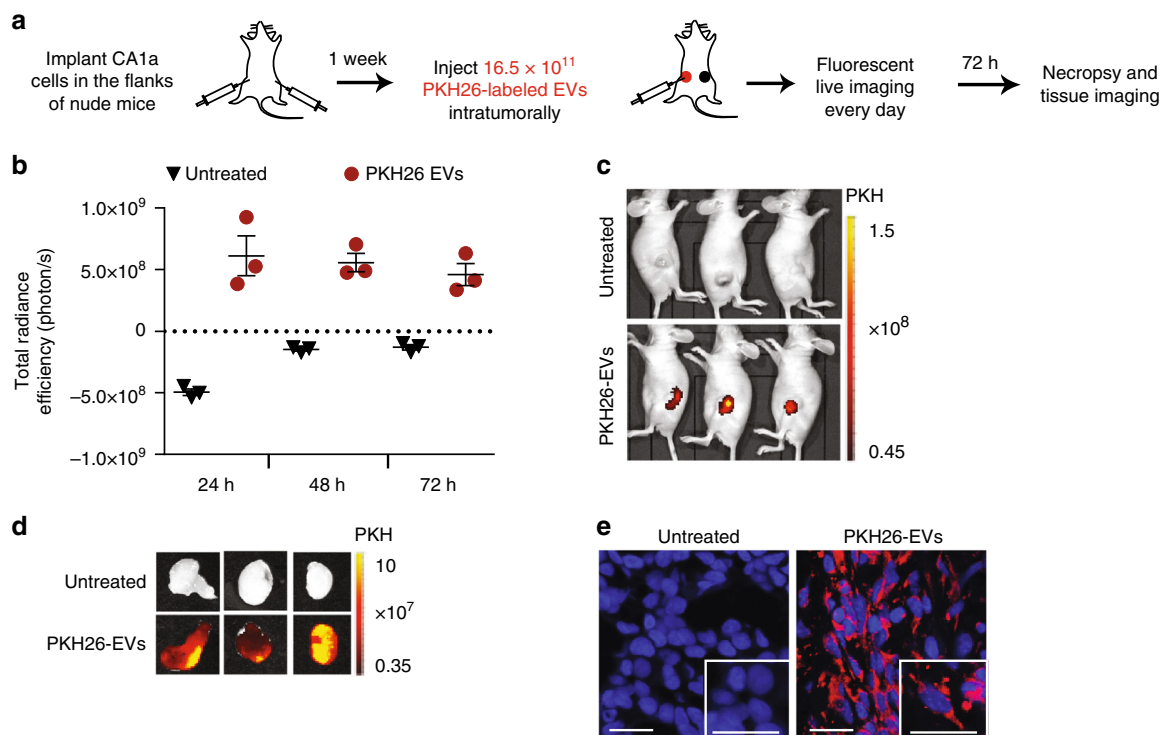 a
Implant CA1a
cells in the flanks
of nude mice
1 week
Inject 16.5 × 10¹¹
PKH26-labeled EVs
intratumorally
Fluorescent
live imaging
every day
72 h
Necropsy and
tissue imaging
b
Untreated
PKH26 EVs
Total radiance
efficiency (photon/s)
1.0×10⁹
5.0×10⁸
0
−5.0×10⁸
−1.0×10⁹
24 h
48 h
72 h
c
PKH
Untreated
PKH26-EVs
1.5
×10⁸
0.45
d
PKH
Untreated
PKH26-EVs
10
×10⁷
0.35
e
Untreated
PKH26-EVs